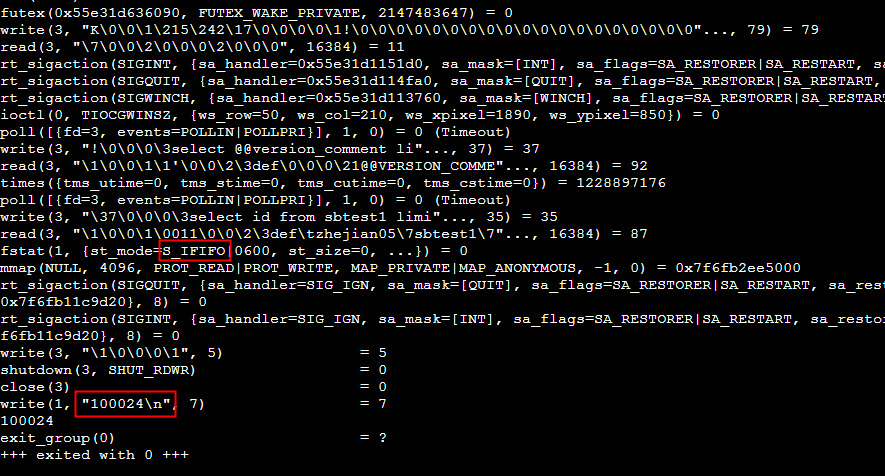 futex(0x55e31d636090, FUTEX_WAKE_PRIVATE, 2147483647) = 0
write(3, "K\0\0\0\1\215\242\17\0\0\0\0\1!\0\0\0\0\0\0\0\0\0\0\0\0\0\0\0\0\0\0"..., 79) = 79
read(3, "\7\0\0\2\0\0\0\2\0\0\0", 16384) = 11
rt_sigaction(SIGINT, {sa_handler=0x55e31d1151d0, sa_mask=[INT], sa_flags=SA_RESTORER|SA_RESTART,
rt_sigaction(SIGQUIT, {sa_handler=0x55e31d114fa0, sa_mask=[QUIT], sa_flags=SA_RESTORER|SA_RESTART,
rt_sigaction(SIGWINCH, {sa_handler=0x55e31d113760, sa_mask=[WINCH], sa_flags=SA_RESTORER|SA_RESTART
ioctl(0, TIOCGWINSZ, {ws_row=50, ws_col=210, ws_xpixel=1890, ws_ypixel=850}) = 0
poll([{fd=3, events=POLLIN|POLLPRI}], 1, 0) = 0 (Timeout)
write(3, "!\0\0\0\3select @@version_comment li"..., 37) = 37
read(3, "\1\0\0\1\1'\0\0\2\3def\0\0\0\21@@VERSION_COMME"..., 16384) = 92
times({tms_utime=0, tms_stime=0, tms_cutime=0, tms_cstime=0}) = 1228897176
poll([{fd=3, events=POLLIN|POLLPRI}], 1, 0) = 0 (Timeout)
write(3, "\37\0\0\0\3select id from sbtest1 limi"..., 35) = 35
read(3, "\1\0\0\1\0011\0\0\2\3def\tzhejian05\7sbtest1\7"..., 16384) = 87
fstat(1, {st_mode=S_IFIFO|0600, st_size=0, ...}) = 0
mmap(NULL, 4096, PROT_READ|PROT_WRITE, MAP_PRIVATE|MAP_ANONYMOUS, -1, 0) = 0x7f6fb2ee5000
rt_sigaction(SIGQUIT, {sa_handler=SIG_IGN, sa_mask=[QUIT], sa_flags=SA_RESTORER|SA_RESTART, sa_rest
0x7f6fb11c9d20}, 8) = 0
rt_sigaction(SIGINT, {sa_handler=SIG_IGN, sa_mask=[INT], sa_flags=SA_RESTORER|SA_RESTART, sa_restor
f6fb11c9d20}, 8) = 0
write(3, "\1\0\0\0\1", 5) = 5
shutdown(3, SHUT_RDWR) = 0
close(3) = 0
write(1, "100024\n", 7) = 7
100024
exit_group(0) = ?
+++ exited with 0 +++